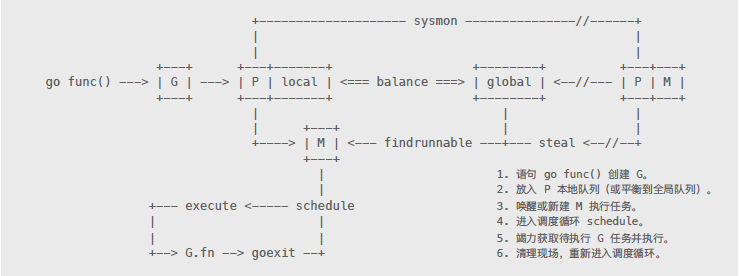 +-------------------- sysmon ---------------//------+
|                                                   |
|                                                   |
+---+      +---+-------+                   +--------+          +---+---+
go func() ---> | G | ---> | P | local | <=== balance ===> | global | <--//--- | P | M |
+---+      +---+-------+                   +--------+          +---+---+
|                                  |                 |
|      +---+                       |                 |
+----> | M | <--- findrunnable ---+--- steal <--//--+
+---+
|
|
+--- execute <----- schedule
|                      |
|                      |
+--> G.fn --> goexit --+
1. 语句 go func() 创建 G。
2. 放入 P 本地队列（或平衡到全局队列）。
3. 唤醒或新建 M 执行任务。
4. 进入调度循环 schedule。
5. 竭力获取待执行 G 任务并执行。
6. 清理现场，重新进入调度循环。